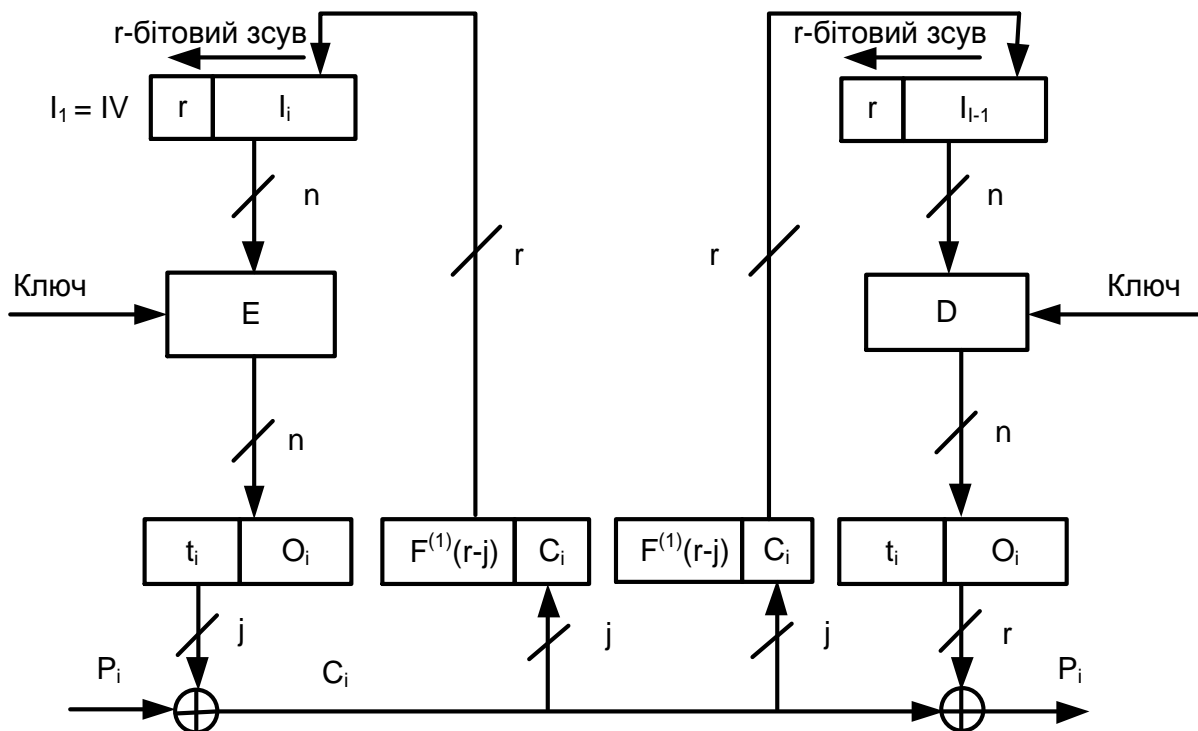 r-бітовий зсув
r-бітовий зсув
I₁ = IV
r
Iᵢ
r
I_I-1
n
n
r
r
Ключ
E
D
Ключ
n
n
tᵢ
Oᵢ
F⁽¹⁾(r-j)
Cᵢ
F⁽¹⁾(r-j)
Cᵢ
tᵢ
Oᵢ
j
j
j
r
Pᵢ
Cᵢ
Pᵢ